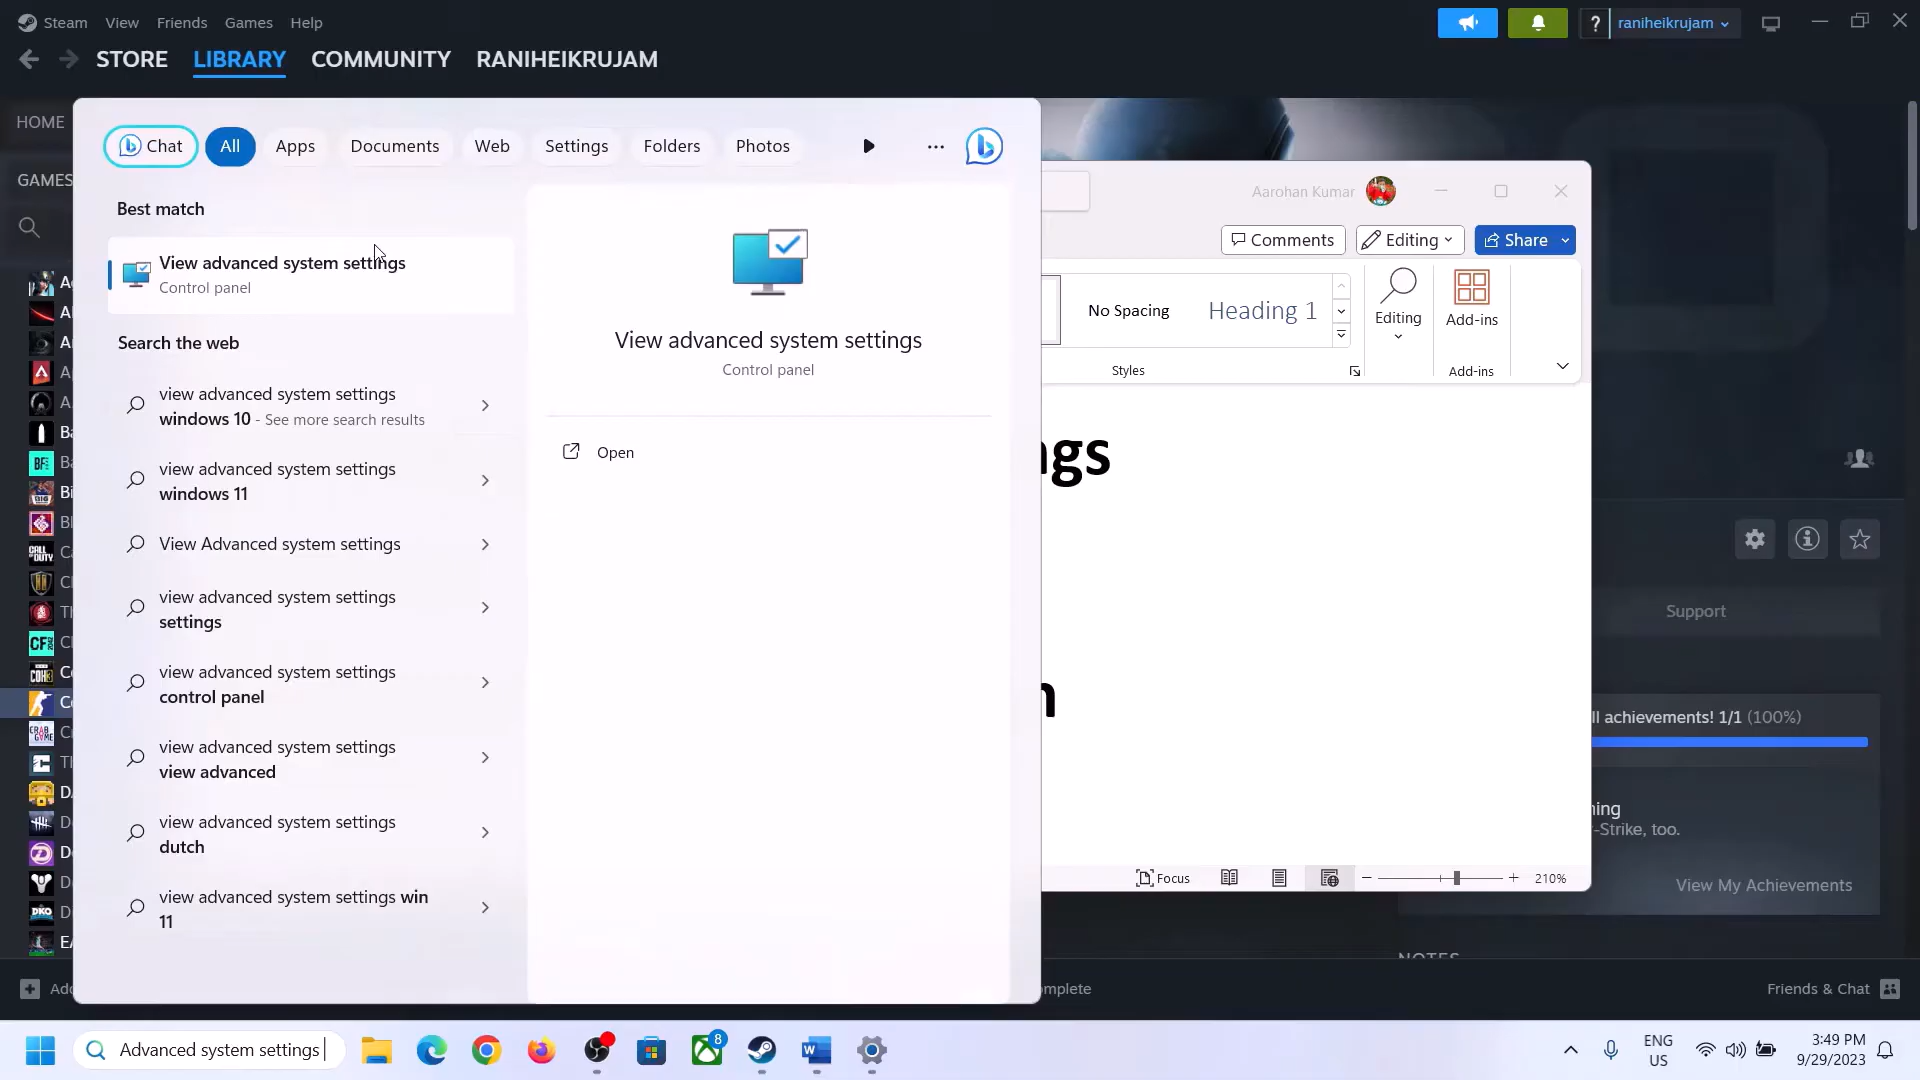 Steam View Friends Games Help
? raniheikrujam
STORE LIBRARY COMMUNITY RANIHEIKRUJAM
HOME
GAMES
Chat All Apps Documents Web Settings Folders Photos
Best match
View advanced system settings
Control panel
Search the web
view advanced system settings
windows 10 - See more search results
view advanced system settings
windows 11
View Advanced system settings
view advanced system settings
settings
view advanced system settings
control panel
view advanced system settings
view advanced
view advanced system settings
dutch
view advanced system settings win
11
View advanced system settings
Control panel
Open
Aarohan Kumar
Comments Editing Share
No Spacing Heading 1
Editing
Add-ins
Styles
Add-ins
ngs
n
Focus
210%
Support
ll achievements! 1/1 (100%)
ning
-Strike, too.
View My Achievements
NOTES
Add
mplete
Friends & Chat
Advanced system settings
8
ENG
US
3:49 PM
9/29/2023